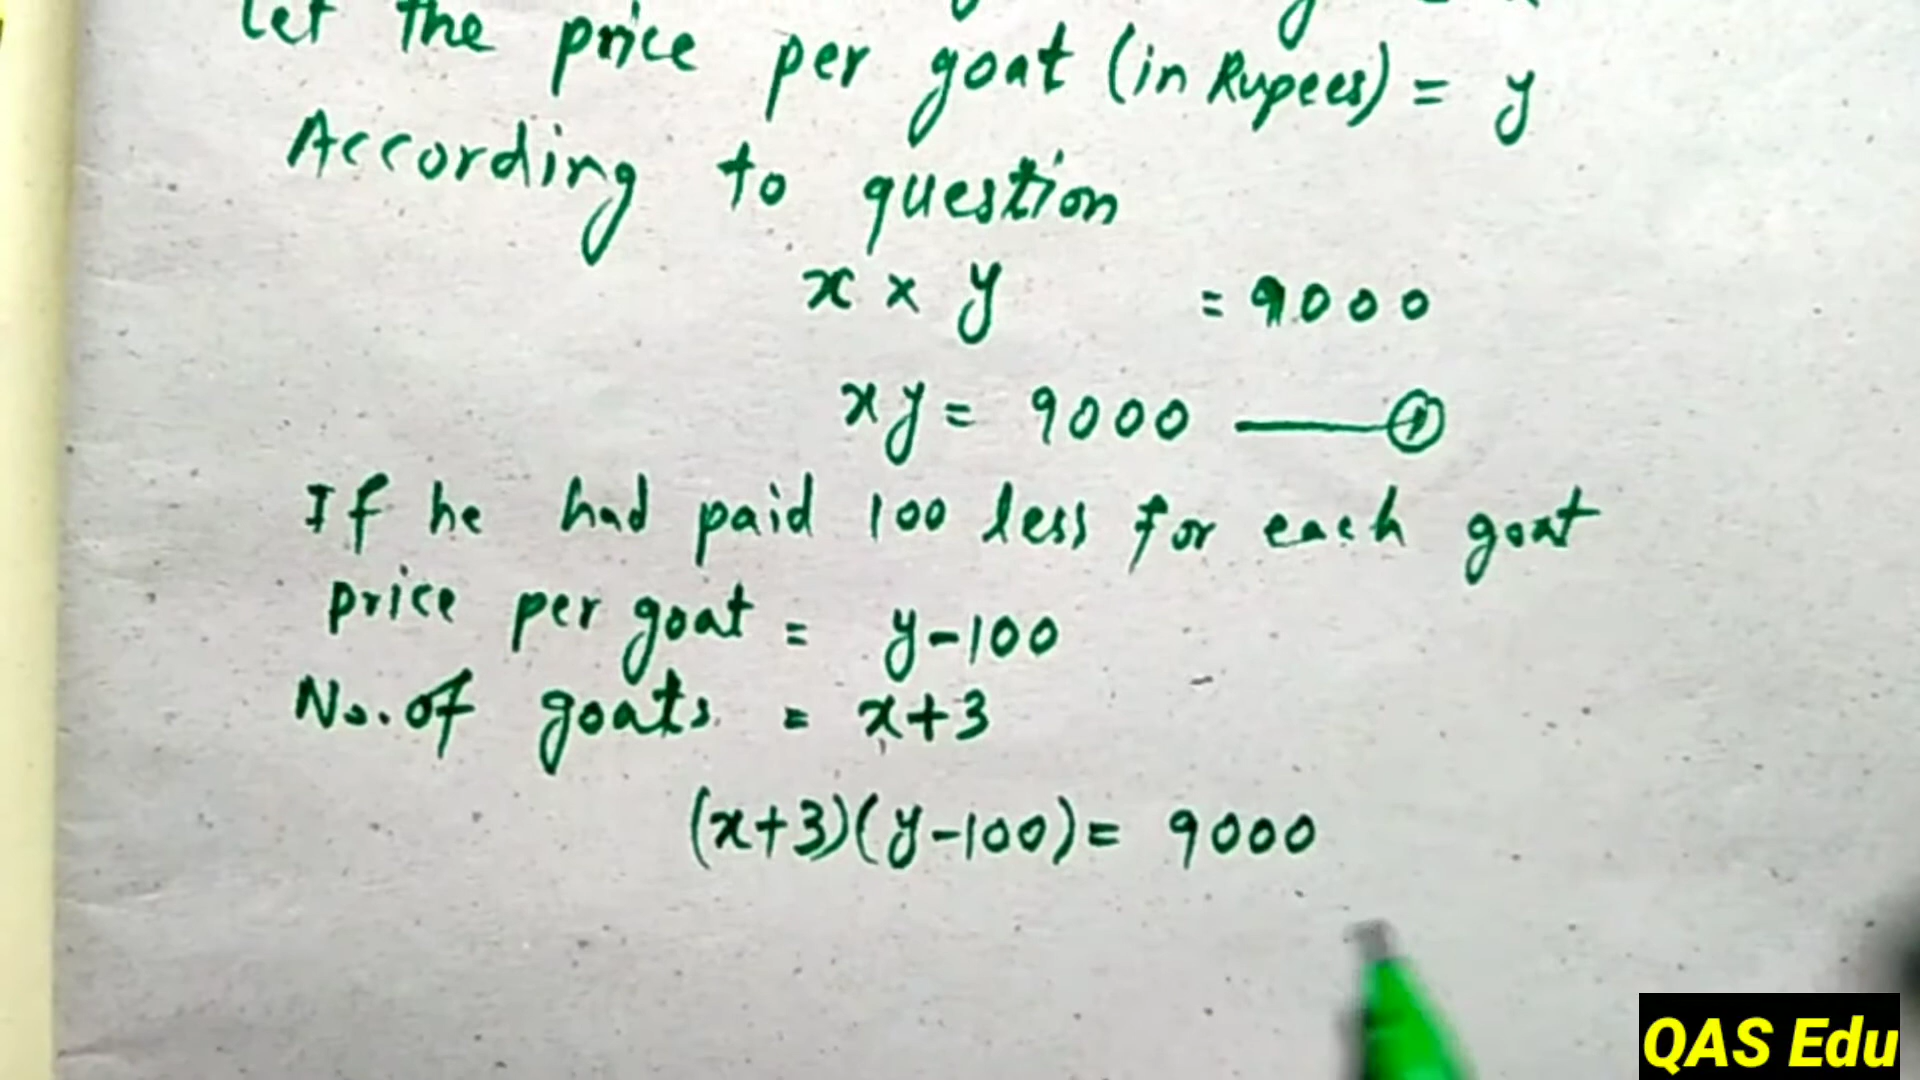 Let the price per goat (in Rupees) = y
According to question
x × y = 9000
xy = 9000 —— ①
If he had paid 100 less for each goat
price per goat = y-100
No. of goats = x+3
(x+3)(y-100) = 9000
QAS Edu